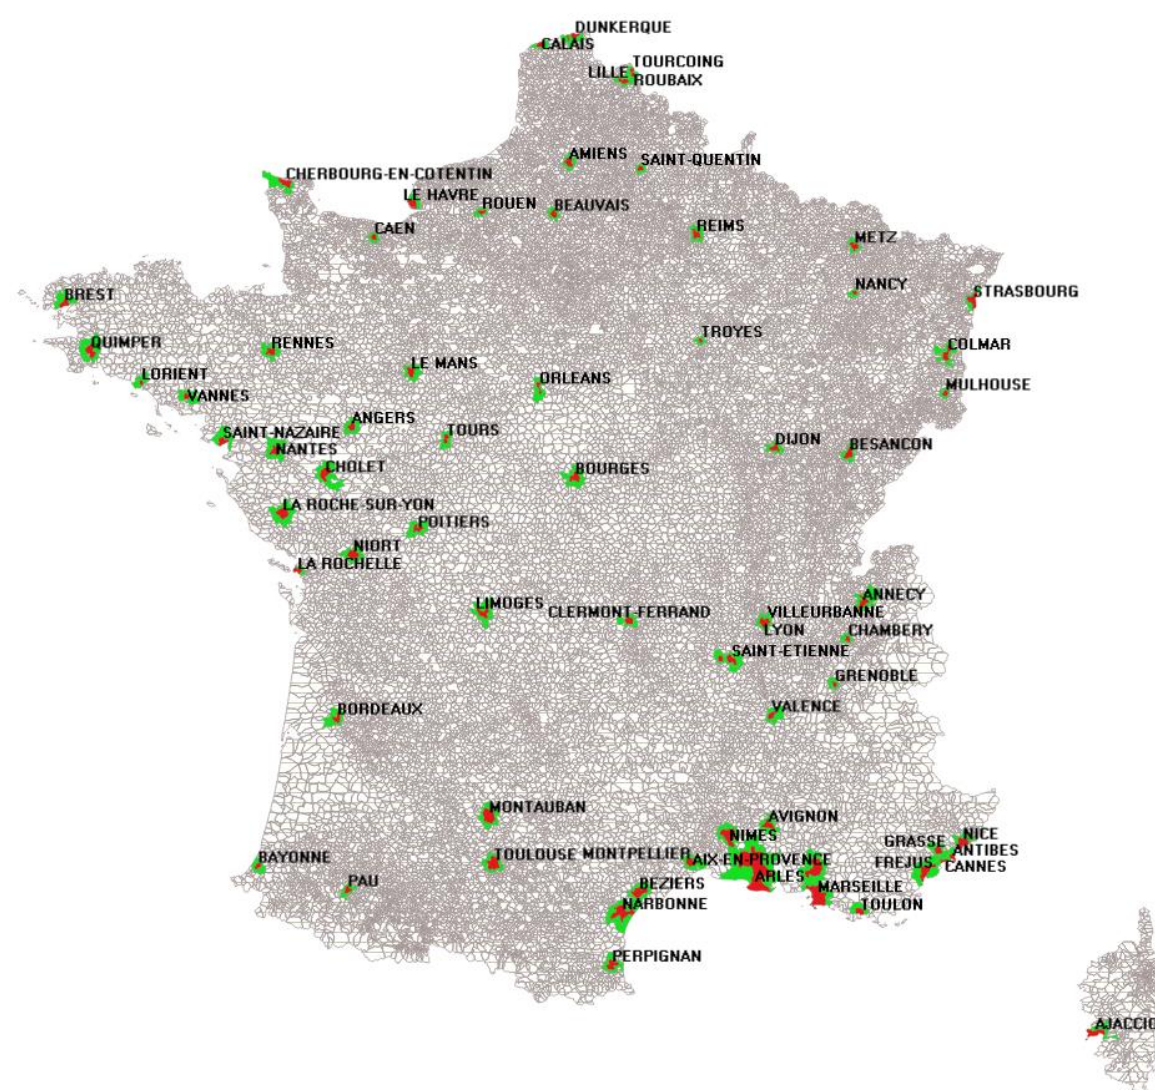 DUNKERQUE
CALAIS
TOURCOING
LILLE
ROUBAIX
AMIENS
SAINT-QUENTIN
CHERBOURG-EN-COTENTIN
LE HAVRE
ROUEN
BEAUVAIS
CAEN
REIMS
METZ
NANCY
STRASBOURG
BREST
QUIMPER
RENNES
TROYES
COLMAR
LORIENT
LE MANS
ORLEANS
MULHOUSE
VANNES
ANGERS
SAINT-NAZAIRE
TOURS
NANTES
DIJON
BESANCON
CHOLET
BOURGES
LA ROCHE-SUR-YON
POITIERS
NIORT
LA ROCHELLE
ANNECY
LIMOGES
CLERMONT-FERRAND
VILLEURBANNE
LYON
CHAMBERY
SAINT-ETIENNE
GRENOBLE
BORDEAUX
VALENCE
MONTAUBAN
AVIGNON
NIMES
NICE
GRASSE
ANTIBES
BAYONNE
TOULOUSE
MONTPELLIER
AIX-EN-PROVENCE
FREJUS
CANNES
PAU
ARLES
BEZIERS
MARSEILLE
NARBONNE
TOULON
PERPIGNAN
AJACCIO